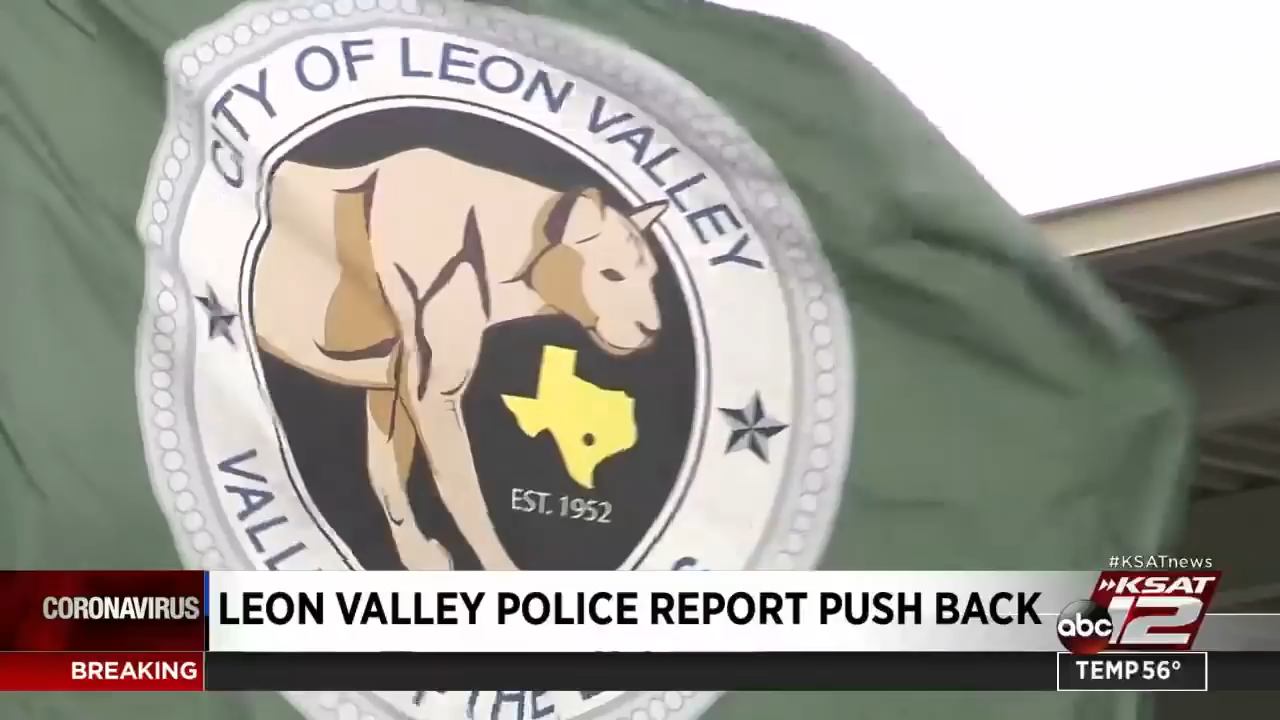 CITY OF LEON VALLEY
EST. 1952
#KSATnews
CORONAVIRUS
LEON VALLEY POLICE REPORT PUSH BACK
»KSAT
abc 12
BREAKING
TEMP 56°
THE